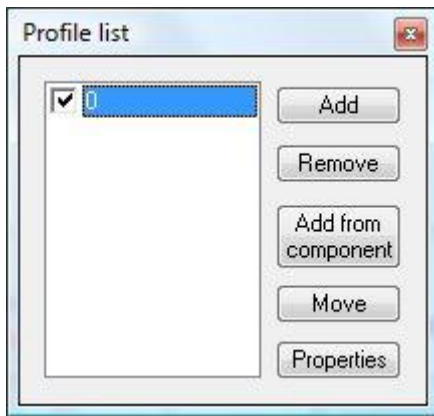 Profile list
0
Add
Remove
Add from
component
Move
Properties